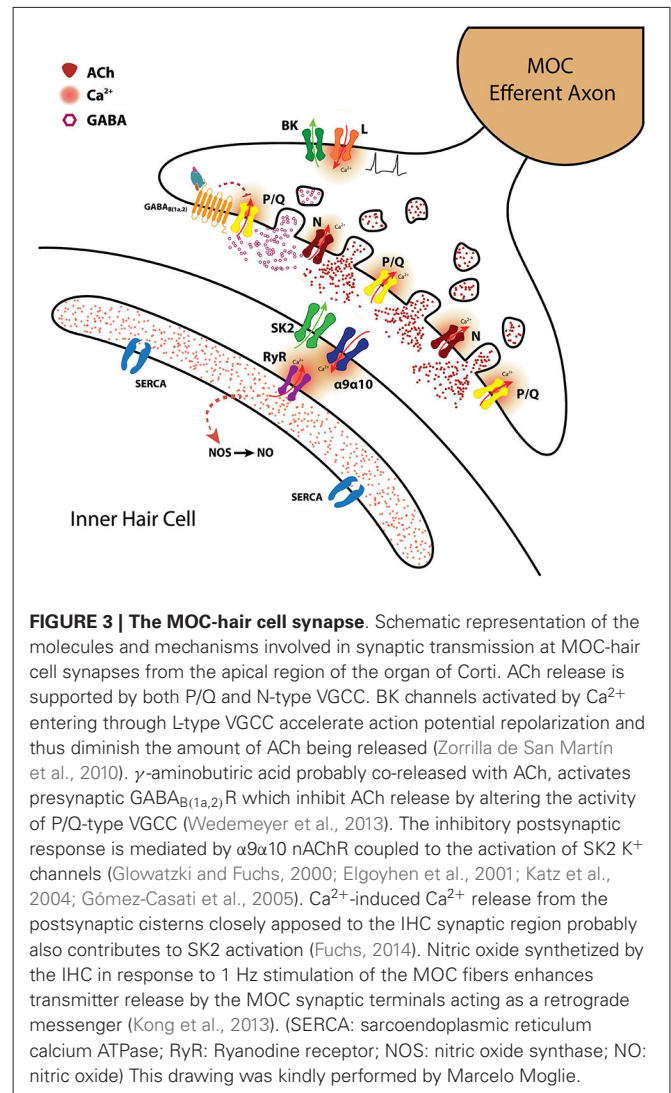 ACh
Ca²⁺
GABA
MOC
Efferent Axon
BK
L
Ca²⁺
GABA_B(1a,2)
P/Q
Ca²⁺
N
Ca²⁺
P/Q
Ca²⁺
N
Ca²⁺
P/Q
Ca²⁺
SK2
RyR
Ca²⁺
Ca²⁺
α9α10
SERCA
NOS → NO
SERCA
Inner Hair Cell
FIGURE 3 | The MOC-hair cell synapse. Schematic representation of the
molecules and mechanisms involved in synaptic transmission at MOC-hair
cell synapses from the apical region of the organ of Corti. ACh release is
supported by both P/Q and N-type VGCC. BK channels activated by Ca²⁺
entering through L-type VGCC accelerate action potential repolarization and
thus diminish the amount of ACh being released (Zorrilla de San Martín
et al., 2010). γ-aminobutiric acid probably co-released with ACh, activates
presynaptic GABA_B(1a,2)R which inhibit ACh release by altering the activity
of P/Q-type VGCC (Wedemeyer et al., 2013). The inhibitory postsynaptic
response is mediated by α9α10 nAChR coupled to the activation of SK2 K⁺
channels (Glowatzki and Fuchs, 2000; Elgoyhen et al., 2001; Katz et al.,
2004; Gómez-Casati et al., 2005). Ca²⁺-induced Ca²⁺ release from the
postsynaptic cisterns closely apposed to the IHC synaptic region probably
also contributes to SK2 activation (Fuchs, 2014). Nitric oxide synthetized by
the IHC in response to 1 Hz stimulation of the MOC fibers enhances
transmitter release by the MOC synaptic terminals acting as a retrograde
messenger (Kong et al., 2013). (SERCA: sarcoendoplasmic reticulum
calcium ATPase; RyR: Ryanodine receptor; NOS: nitric oxide synthase; NO:
nitric oxide) This drawing was kindly performed by Marcelo Moglie.